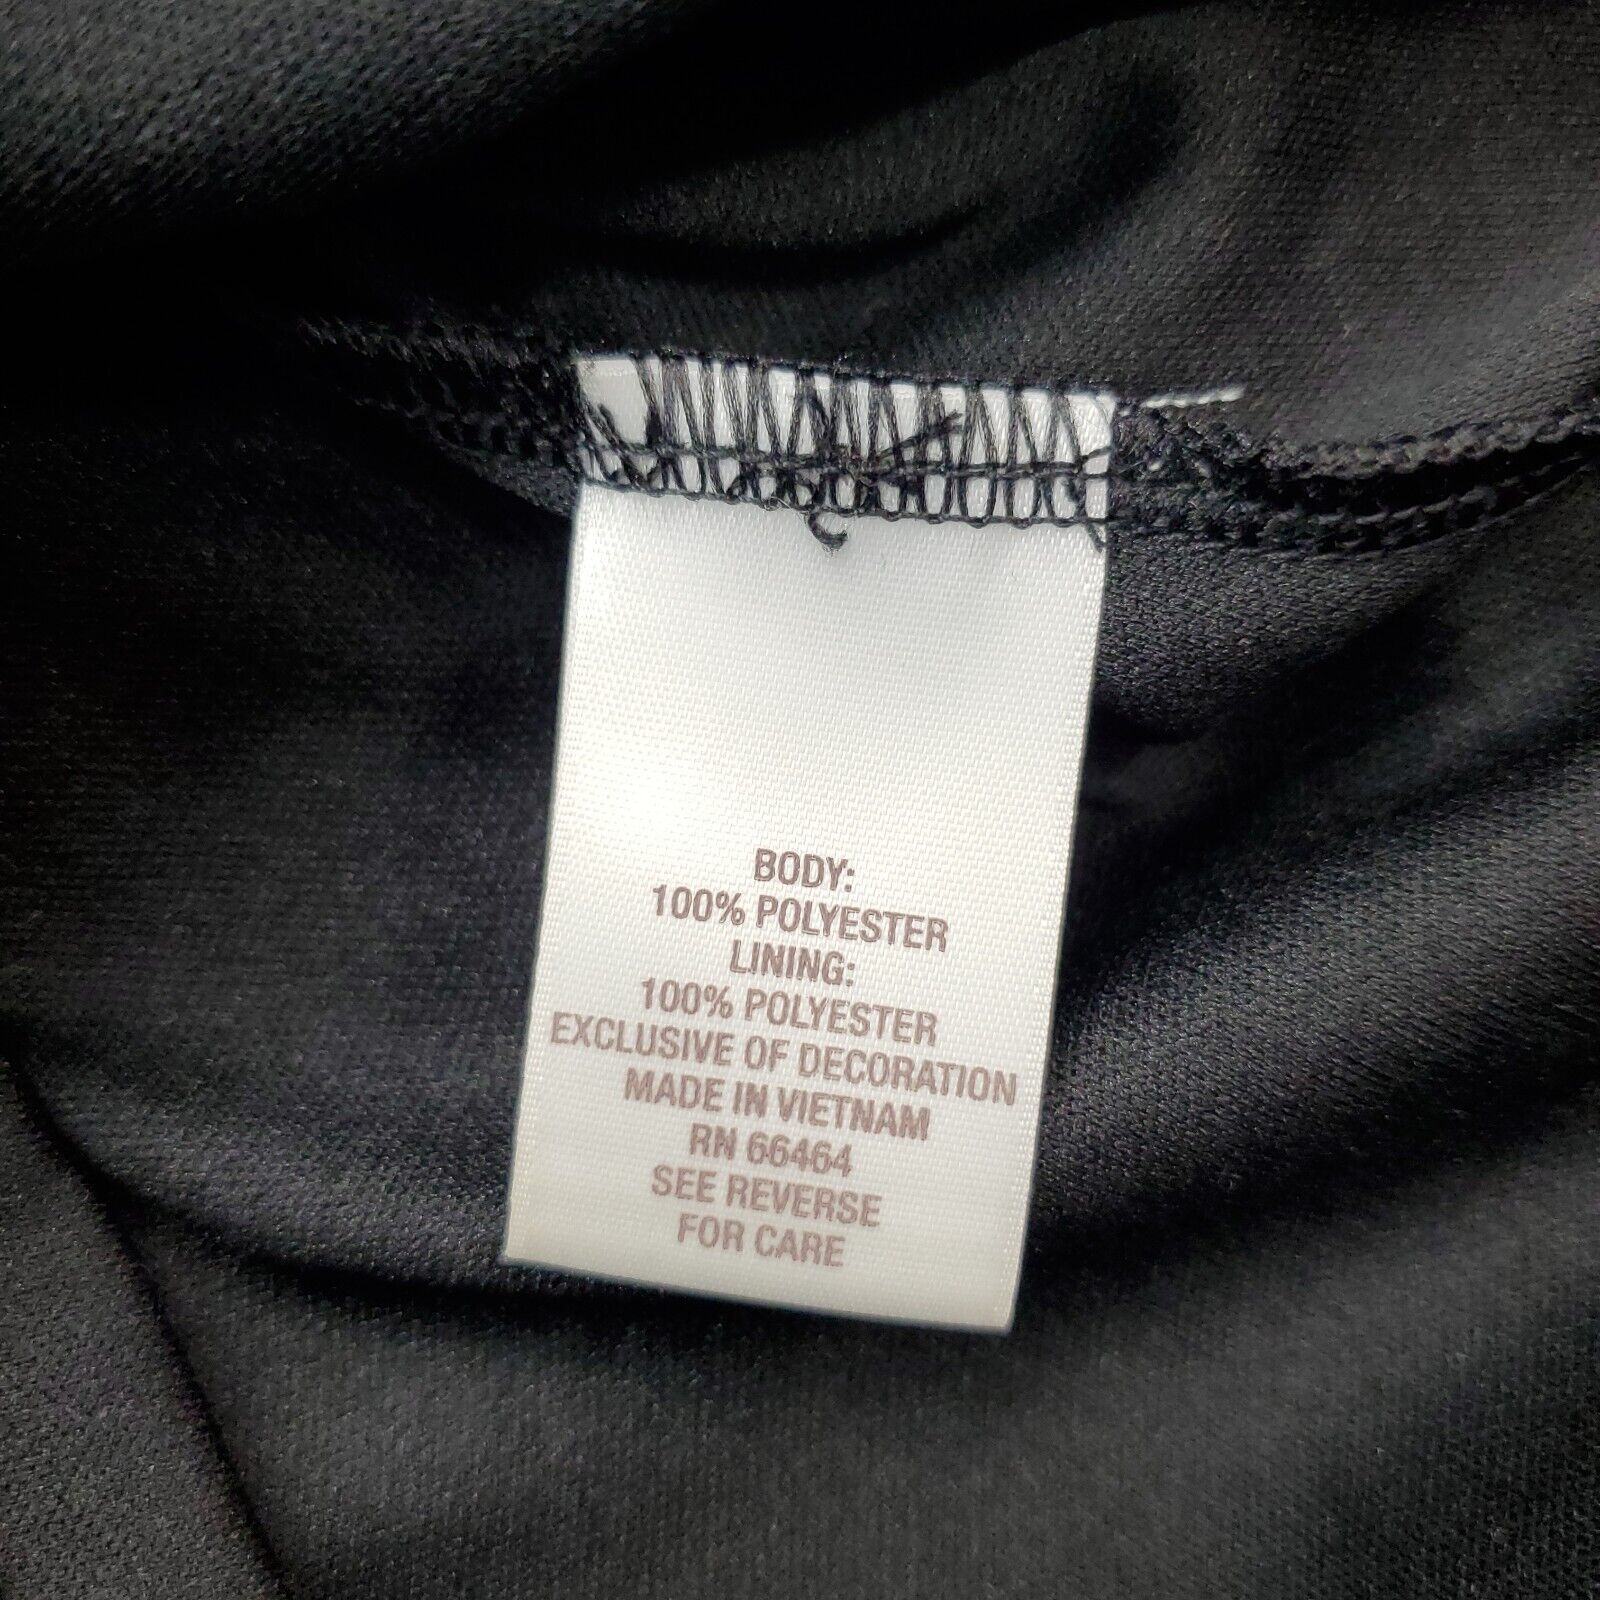 BODY:
100% POLYESTER
LINING:
100% POLYESTER
EXCLUSIVE OF DECORATION
MADE IN VIETNAM
RN 66464
SEE REVERSE
FOR CARE